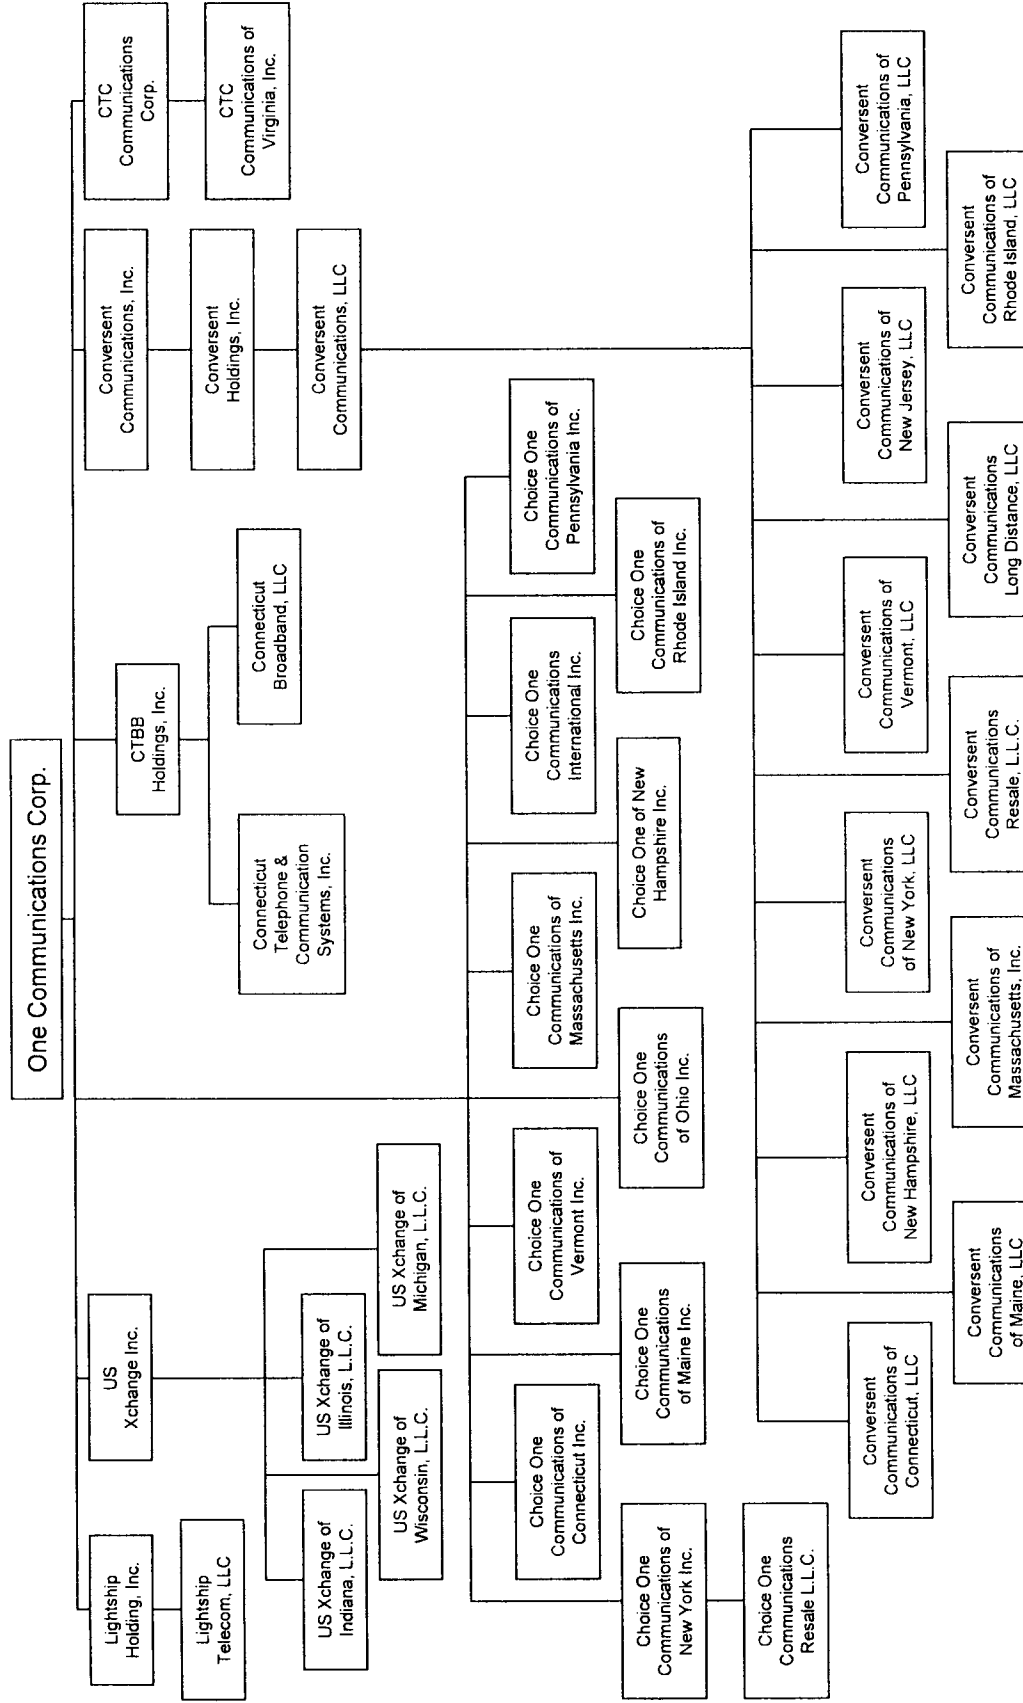 One Communications Corp.
Lightship
Holding, Inc.
US
Xchange Inc.
CTBB
Holdings, Inc.
Conversent
Communications, Inc.
CTC
Communications
Corp.
Lightship
Telecom, LLC
Conversent
Holdings, Inc.
CTC
Communications of
Virginia, Inc.
Connecticut
Telephone &
Communication
Systems, Inc.
Connecticut
Broadband, LLC
Conversent
Communications, LLC
US Xchange of
Indiana, L.L.C.
US Xchange of
Illinois, L.L.C.
US Xchange of
Wisconsin, L.L.C.
US Xchange of
Michigan, L.L.C.
Choice One
Communications of
Connecticut Inc.
Choice One
Communications of
Vermont Inc.
Choice One
Communications of
Massachusetts Inc.
Choice One
Communications
International Inc.
Choice One
Communications of
Pennsylvania Inc.
Choice One
Communications of
New York Inc.
Choice One
Communications
of Maine Inc.
Choice One
Communications
of Ohio Inc.
Choice One of New
Hampshire Inc.
Choice One
Communications of
Rhode Island Inc.
Choice One
Communications
Resale L.L.C.
Conversent
Communications of
Connecticut, LLC
Conversent
Communications of
New Hampshire, LLC
Conversent
Communications
of New York, LLC
Conversent
Communications of
Vermont, LLC
Conversent
Communications of
New Jersey, LLC
Conversent
Communications of
Pennsylvania, LLC
Conversent
Communications
of Maine, LLC
Conversent
Communications of
Massachusetts, Inc.
Conversent
Communications
Resale, L.L.C.
Conversent
Communications
Long Distance, LLC
Conversent
Communications of
Rhode Island, LLC